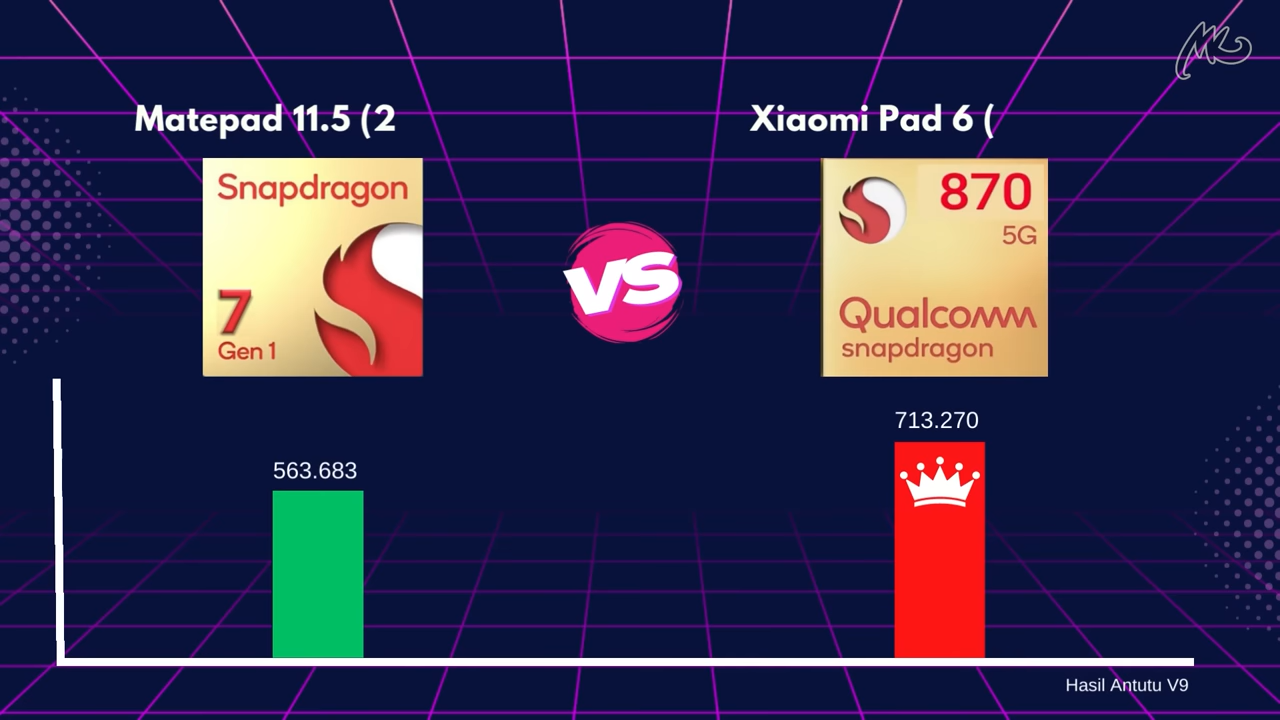 Matepad 11.5 (2
Xiaomi Pad 6 (
Snapdragon
7
Gen 1
VS
870
5G
Qualcomm
snapdragon
563.683
713.270
Hasil Antutu V9